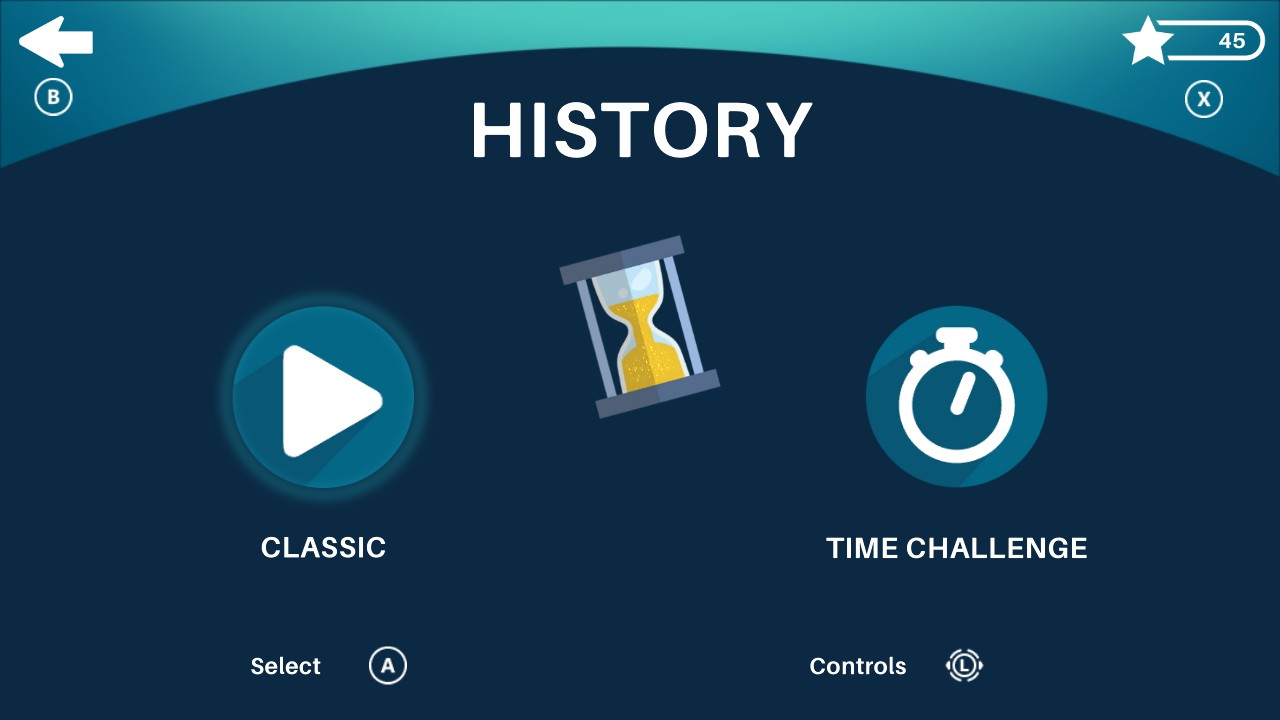 45
B
X
HISTORY
CLASSIC
TIME CHALLENGE
Select A
Controls L